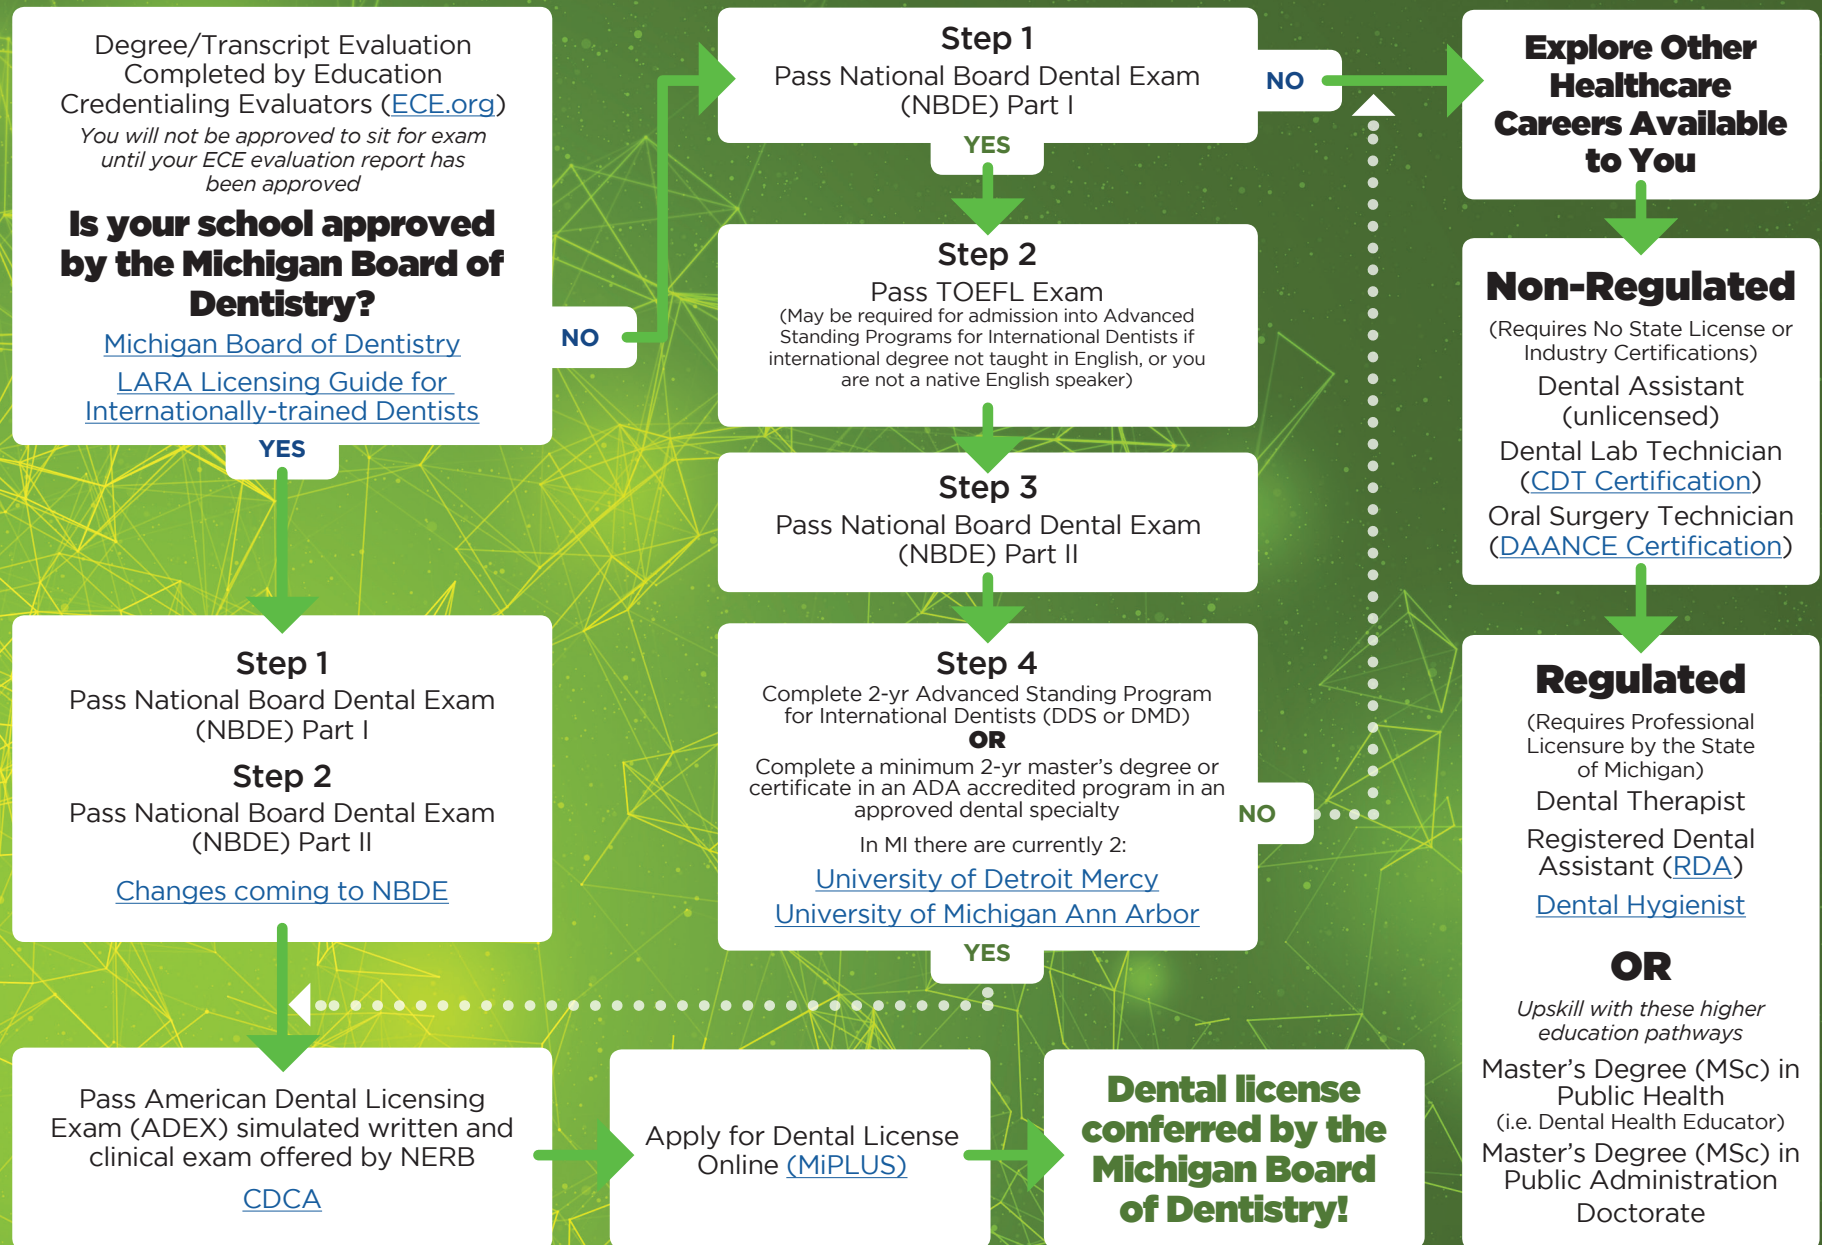 Degree/Transcript Evaluation
Completed by Education
Credentialing Evaluators (ECE.org)
You will not be approved to sit for exam
until your ECE evaluation report has
been approved
Is your school approved
by the Michigan Board of
Dentistry?
Michigan Board of Dentistry
LARA Licensing Guide for
Internationally-trained Dentists
NO
YES
Step 1
Pass National Board Dental Exam
(NBDE) Part I
Step 2
Pass National Board Dental Exam
(NBDE) Part II
Changes coming to NBDE
Step 1
Pass National Board Dental Exam
(NBDE) Part I
NO
YES
Step 2
Pass TOEFL Exam
(May be required for admission into Advanced
Standing Programs for International Dentists if
international degree not taught in English, or you
are not a native English speaker)
Step 3
Pass National Board Dental Exam
(NBDE) Part II
Step 4
Complete 2-yr Advanced Standing Program
for International Dentists (DDS or DMD)
OR
Complete a minimum 2-yr master's degree or
certificate in an ADA accredited program in an
approved dental specialty
In MI there are currently 2:
University of Detroit Mercy
University of Michigan Ann Arbor
NO
YES
Pass American Dental Licensing
Exam (ADEX) simulated written and
clinical exam offered by NERB
CDCA
Apply for Dental License
Online (MiPLUS)
Dental license
conferred by the
Michigan Board
of Dentistry!
Explore Other
Healthcare
Careers Available
to You
Non-Regulated
(Requires No State License or
Industry Certifications)
Dental Assistant
(unlicensed)
Dental Lab Technician
(CDT Certification)
Oral Surgery Technician
(DAANCE Certification)
Regulated
(Requires Professional
Licensure by the State
of Michigan)
Dental Therapist
Registered Dental
Assistant (RDA)
Dental Hygienist
OR
Upskill with these higher
education pathways
Master's Degree (MSc) in
Public Health
(i.e. Dental Health Educator)
Master's Degree (MSc) in
Public Administration
Doctorate